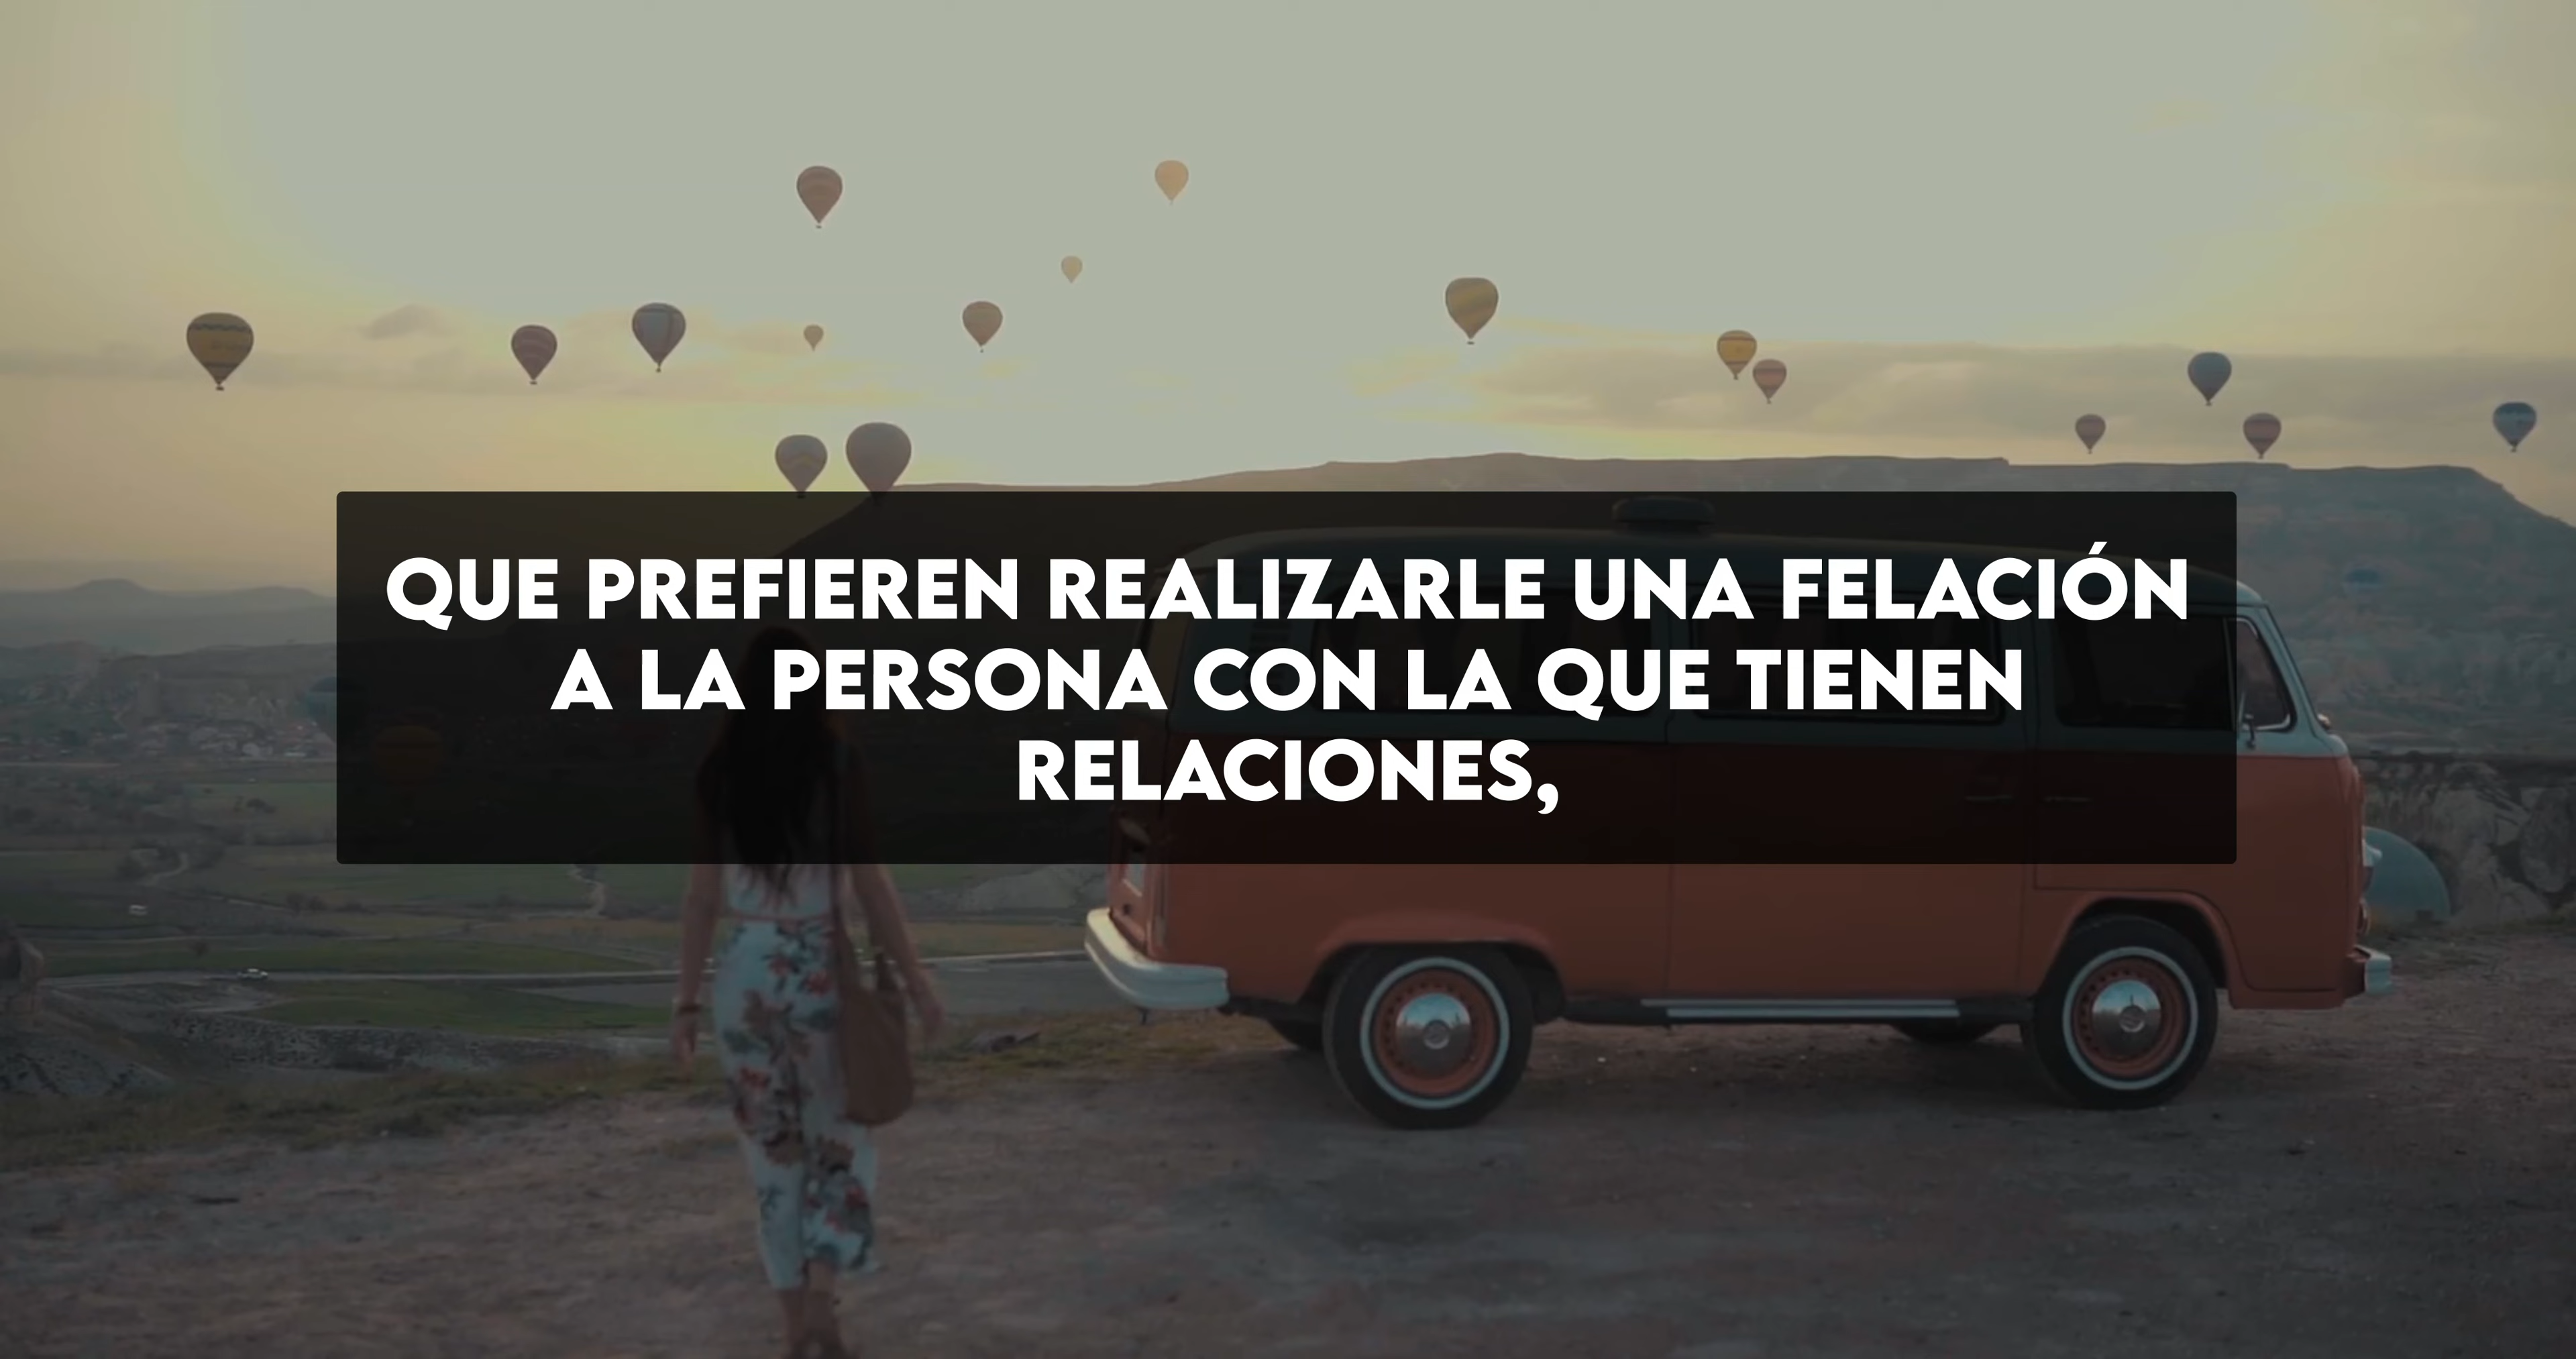 QUE PREFIEREN REALIZARLE UNA FELACIÓN
A LA PERSONA CON LA QUE TIENEN
RELACIONES,